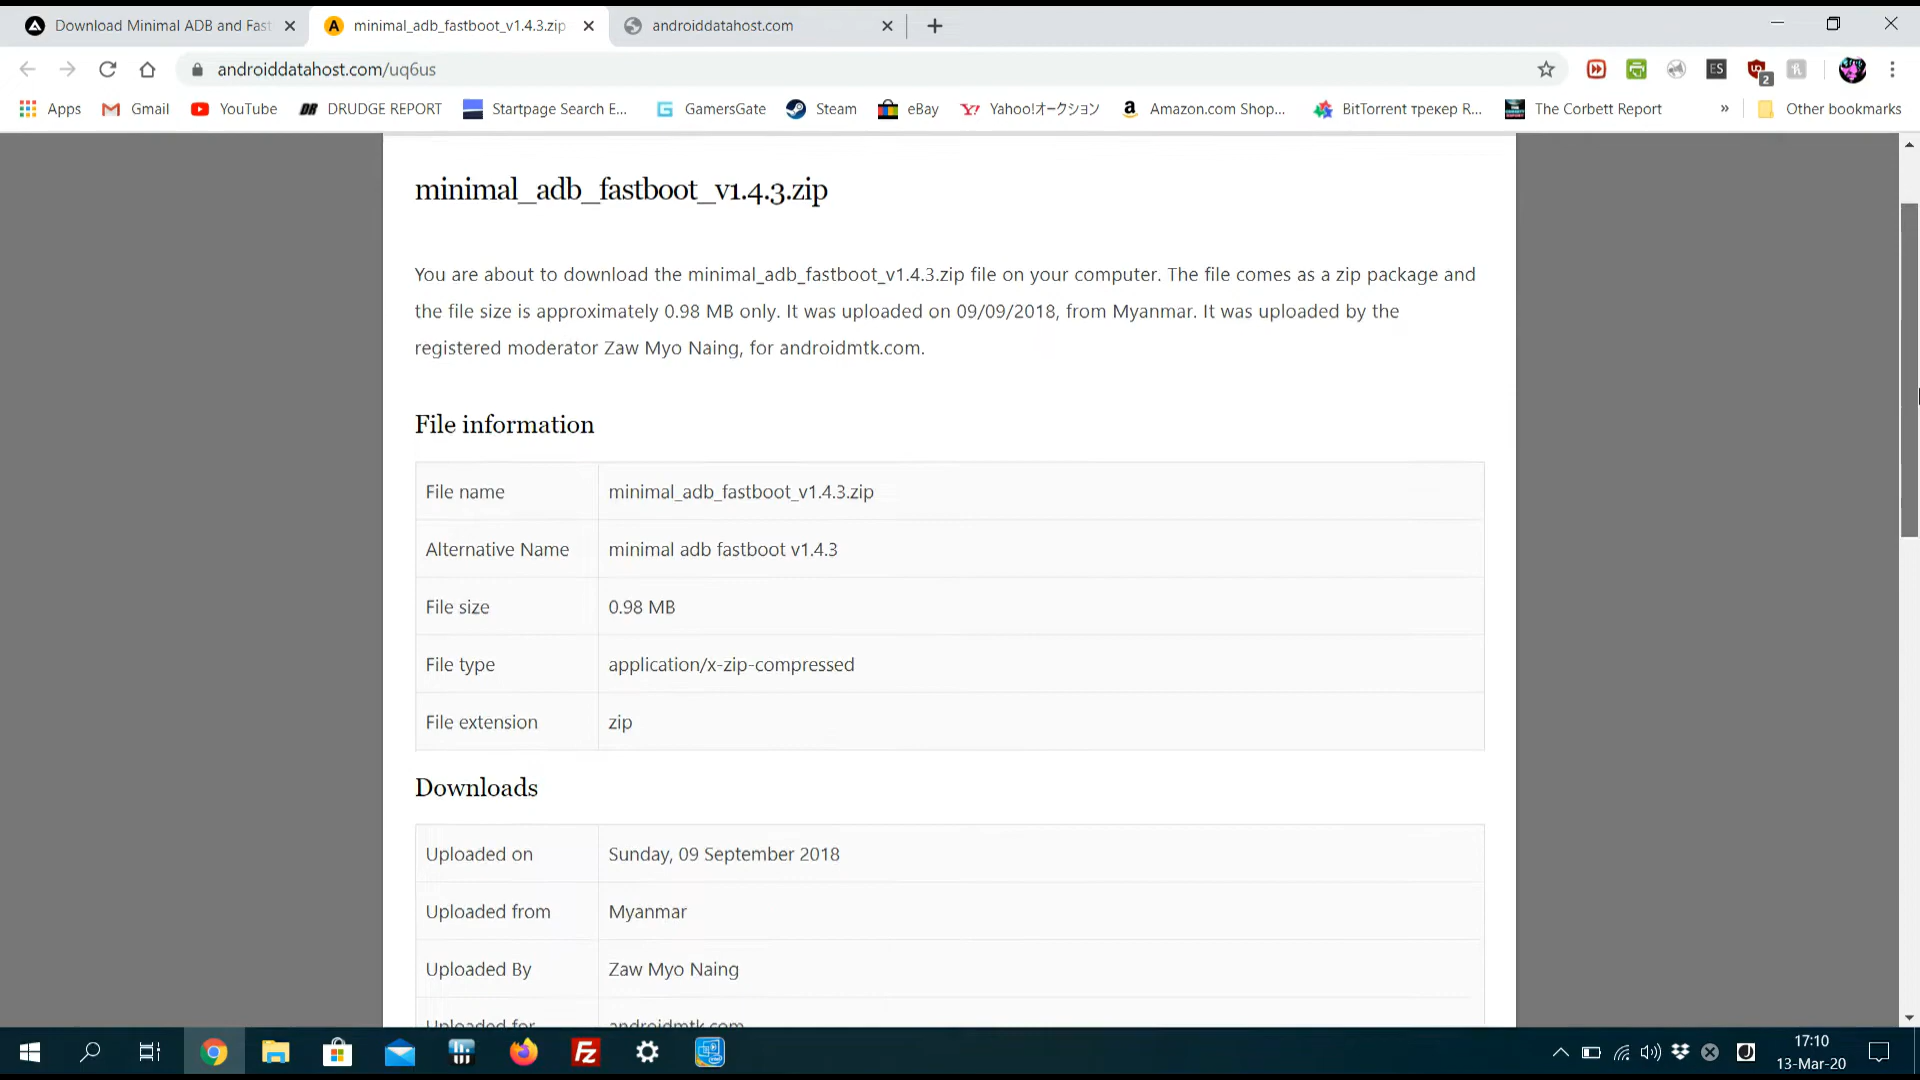 Download Minimal ADB and Fast
minimal_adb_fastboot_v1.4.3.zip
androiddatahost.com
androiddatahost.com/uq6us
ES
2
Apps
Gmail
YouTube
DR DRUDGE REPORT
Startpage Search E...
GamersGate
Steam
eBay
Yahoo!オークション
Amazon.com Shop...
BitTorrent трекер R...
The Corbett Report
»
Other bookmarks
minimal_adb_fastboot_v1.4.3.zip
You are about to download the minimal_adb_fastboot_v1.4.3.zip file on your computer. The file comes as a zip package and
the file size is approximately 0.98 MB only. It was uploaded on 09/09/2018, from Myanmar. It was uploaded by the
registered moderator Zaw Myo Naing, for androidmtk.com.
File information
File name minimal_adb_fastboot_v1.4.3.zip
Alternative Name minimal adb fastboot v1.4.3
File size 0.98 MB
File type application/x-zip-compressed
File extension zip
Downloads
Uploaded on Sunday, 09 September 2018
Uploaded from Myanmar
Uploaded By Zaw Myo Naing
Uploaded for androidmtk.com
17:10
13-Mar-20